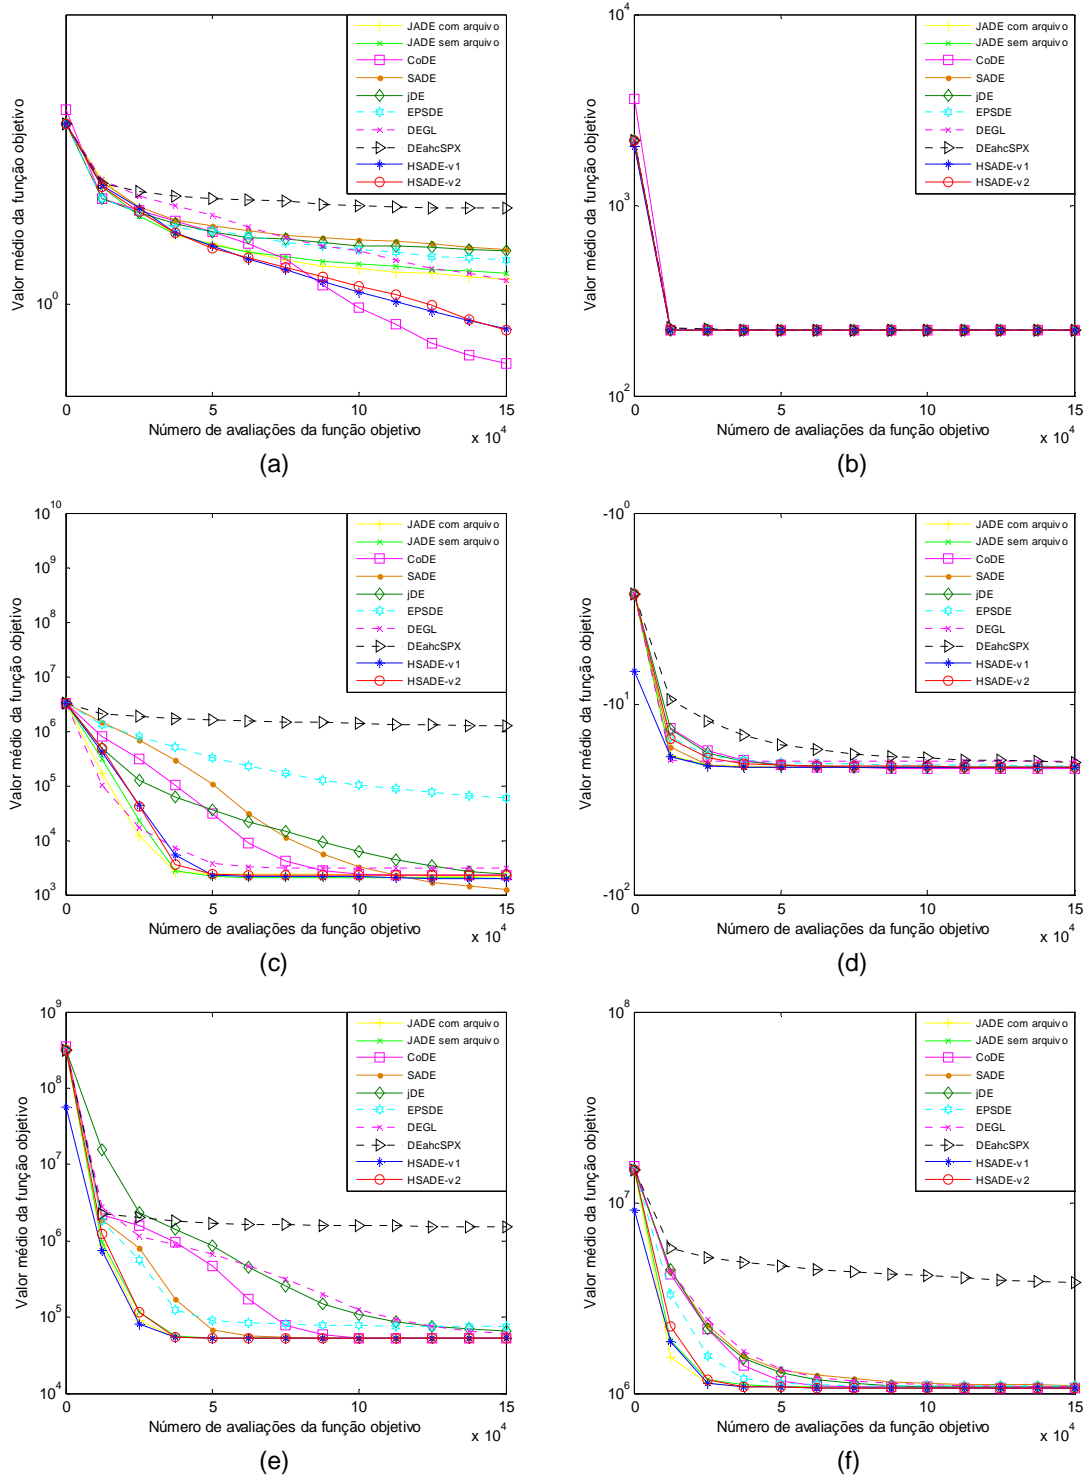 JADE com arquivo
JADE sem arquivo
CoDE
SADE
jDE
EPSDE
DEGL
DEahcSPX
HSADE-v1
HSADE-v2
Valor médio da função objetivo
10^0
0 5 10 15
Número de avaliações da função objetivo
x 10^4
(a)
10^4
JADE com arquivo
JADE sem arquivo
CoDE
SADE
jDE
EPSDE
DEGL
DEahcSPX
HSADE-v1
HSADE-v2
Valor médio da função objetivo
10^3
10^2
0 5 10 15
Número de avaliações da função objetivo
x 10^4
(b)
10^10
JADE com arquivo
JADE sem arquivo
CoDE
SADE
jDE
EPSDE
DEGL
DEahcSPX
HSADE-v1
HSADE-v2
Valor médio da função objetivo
10^9
10^8
10^7
10^6
10^5
10^4
10^3
0 5 10 15
Número de avaliações da função objetivo
x 10^4
(c)
-10^0
JADE com arquivo
JADE sem arquivo
CoDE
SADE
jDE
EPSDE
DEGL
DEahcSPX
HSADE-v1
HSADE-v2
Valor médio da função objetivo
-10^1
-10^2
0 5 10 15
Número de avaliações da função objetivo
x 10^4
(d)
10^9
JADE com arquivo
JADE sem arquivo
CoDE
SADE
jDE
EPSDE
DEGL
DEahcSPX
HSADE-v1
HSADE-v2
Valor médio da função objetivo
10^8
10^7
10^6
10^5
10^4
0 5 10 15
Número de avaliações da função objetivo
x 10^4
(e)
10^8
JADE com arquivo
JADE sem arquivo
CoDE
SADE
jDE
EPSDE
DEGL
DEahcSPX
HSADE-v1
HSADE-v2
Valor médio da função objetivo
10^7
10^6
0 5 10 15
Número de avaliações da função objetivo
x 10^4
(f)